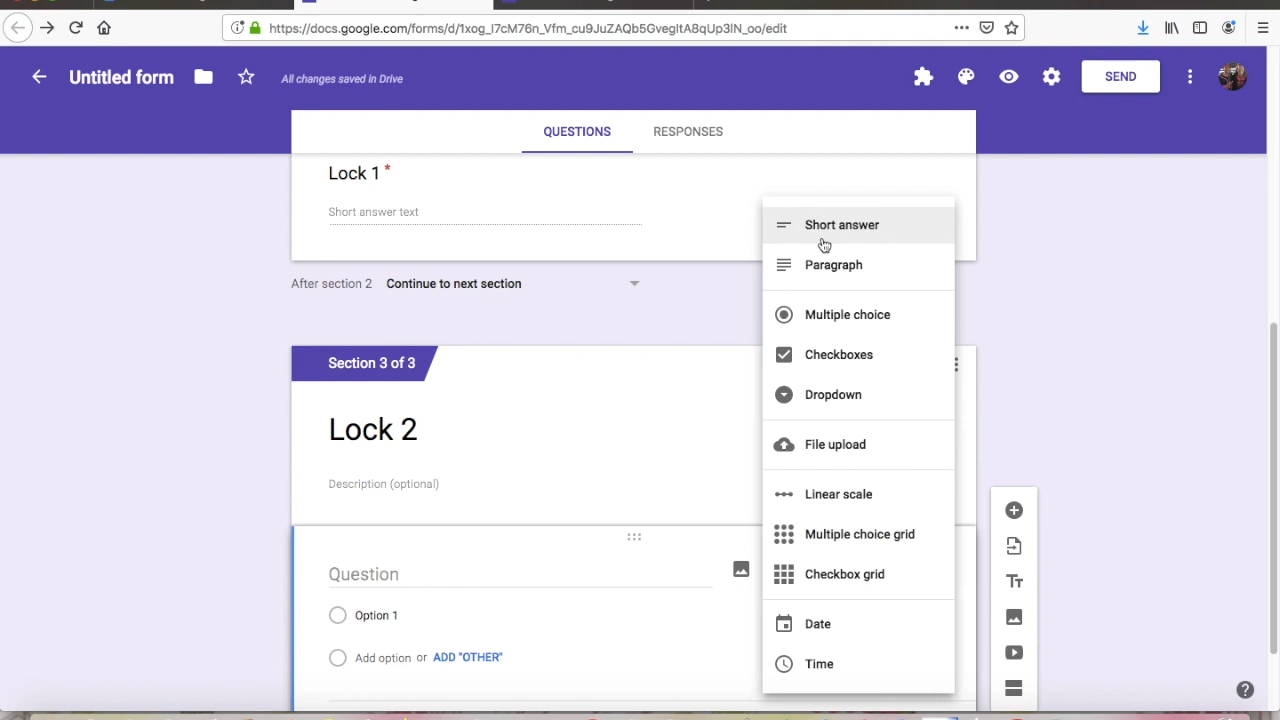 https://docs.google.com/forms/d/1xog_l7cM76n_Vfm_cu9JuZAQb5GvegltA8qUp3lN_oo/edit
Untitled form
All changes saved in Drive
SEND
QUESTIONS
RESPONSES
Lock 1 *
Short answer text
After section 2
Continue to next section
Section 3 of 3
Lock 2
Description (optional)
Question
Option 1
Add option or ADD "OTHER"
Short answer
Paragraph
Multiple choice
Checkboxes
Dropdown
File upload
Linear scale
Multiple choice grid
Checkbox grid
Date
Time
Tt